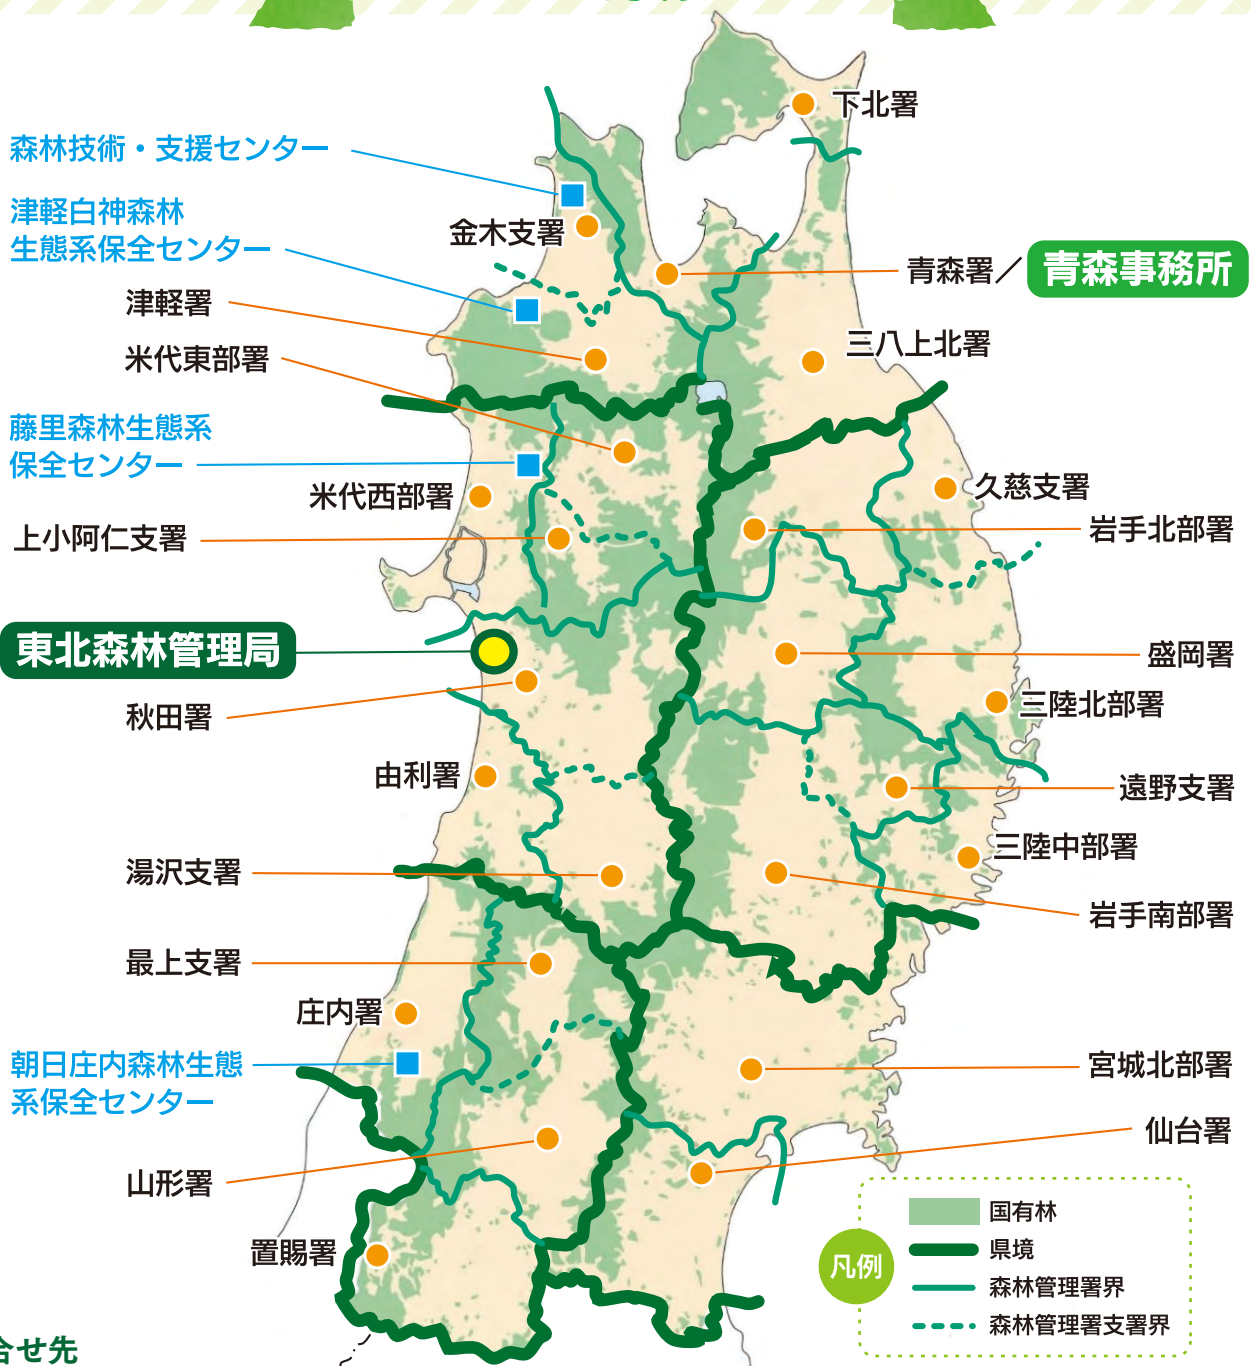 下北署
森林技術・支援センター
津軽白神森林
生態系保全センター
金木支署
青森署／青森事務所
津軽署
三八上北署
米代東部署
藤里森林生態系
保全センター
米代西部署
久慈支署
上小阿仁支署
岩手北部署
東北森林管理局
盛岡署
秋田署
三陸北部署
由利署
遠野支署
三陸中部署
湯沢支署
岩手南部署
最上支署
庄内署
朝日庄内森林生態
系保全センター
宮城北部署
仙台署
山形署
置賜署
凡例
国有林
県境
森林管理署界
森林管理署支署界
合せ先